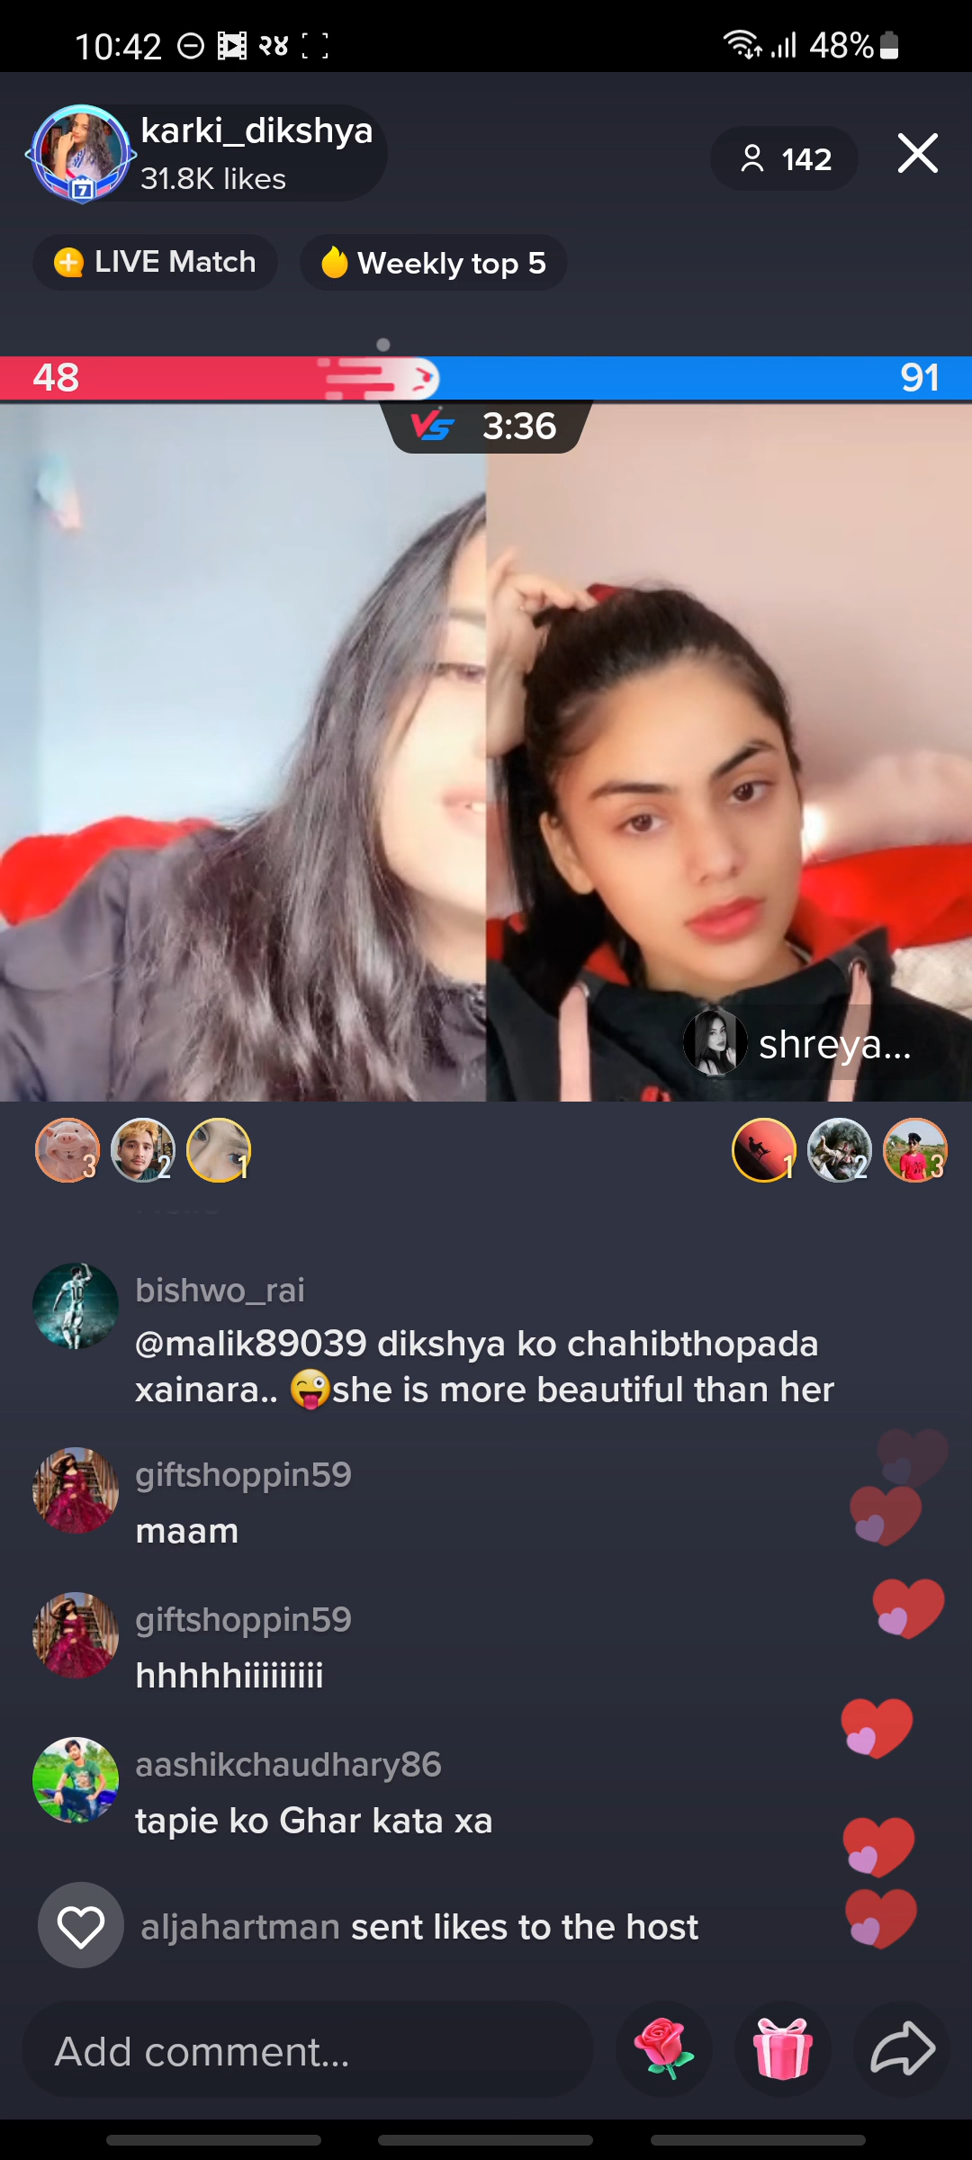 10:42 २४ 48%
karki_dikshya
31.8K likes
142
LIVE Match
Weekly top 5
48
91
VS 3:36
shreya...
3
2
1
1
2
3
bishwo_rai
@malik89039 dikshya ko chahibthopada
xainara.. 😜she is more beautiful than her
giftshoppin59
maam
giftshoppin59
hhhhhiiiiiiiii
aashikchaudhary86
tapie ko Ghar kata xa
aljahartman sent likes to the host
Add comment...